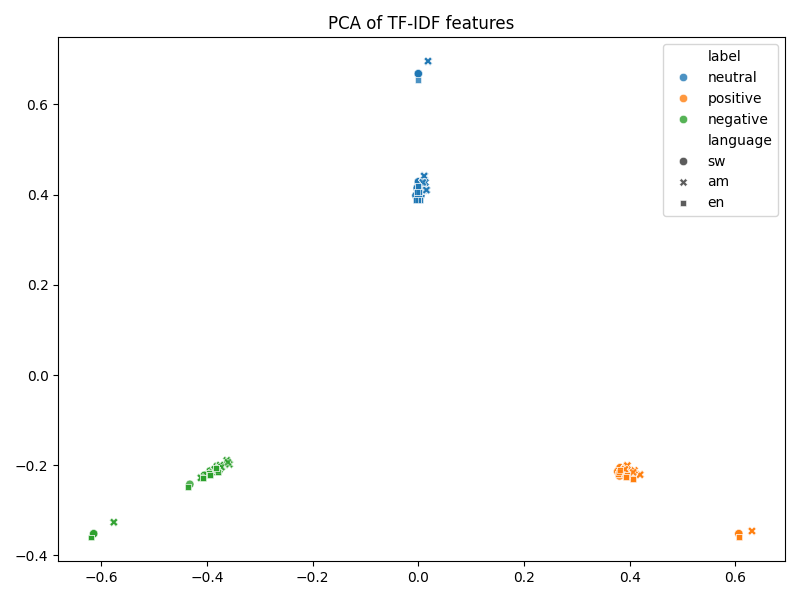 PCA of TF-IDF features
label
neutral
positive
negative
language
sw
am
en
0.6
0.4
0.2
0.0
−0.2
−0.4
−0.6 −0.4 −0.2 0.0 0.2 0.4 0.6